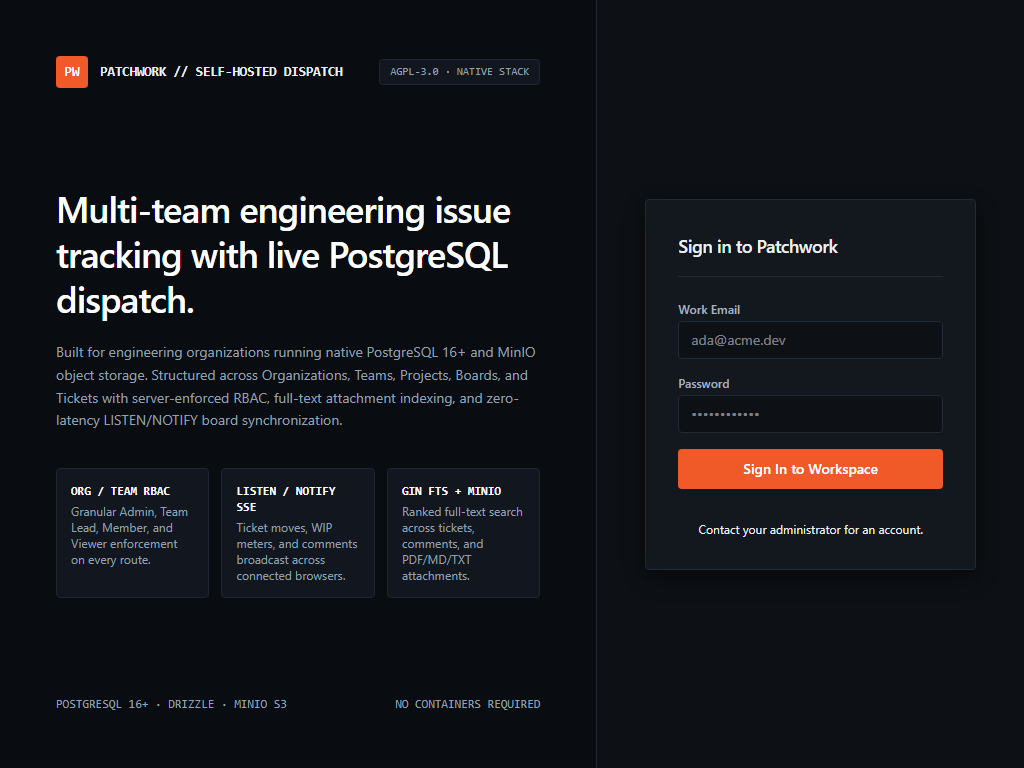 PW PATCHWORK // SELF-HOSTED DISPATCH
AGPL-3.0 · NATIVE STACK
Multi-team engineering issue
tracking with live PostgreSQL
dispatch.
Built for engineering organizations running native PostgreSQL 16+ and MinIO
object storage. Structured across Organizations, Teams, Projects, Boards, and
Tickets with server-enforced RBAC, full-text attachment indexing, and zero-
latency LISTEN/NOTIFY board synchronization.
ORG / TEAM RBAC
Granular Admin, Team
Lead, Member, and
Viewer enforcement
on every route.
LISTEN / NOTIFY
SSE
Ticket moves, WIP
meters, and comments
broadcast across
connected browsers.
GIN FTS + MINIO
Ranked full-text search
across tickets,
comments, and
PDF/MD/TXT
attachments.
POSTGRESQL 16+ · DRIZZLE · MINIO S3
NO CONTAINERS REQUIRED
Sign in to Patchwork
Work Email
ada@acme.dev
Password
••••••••••••
Sign In to Workspace
Contact your administrator for an account.